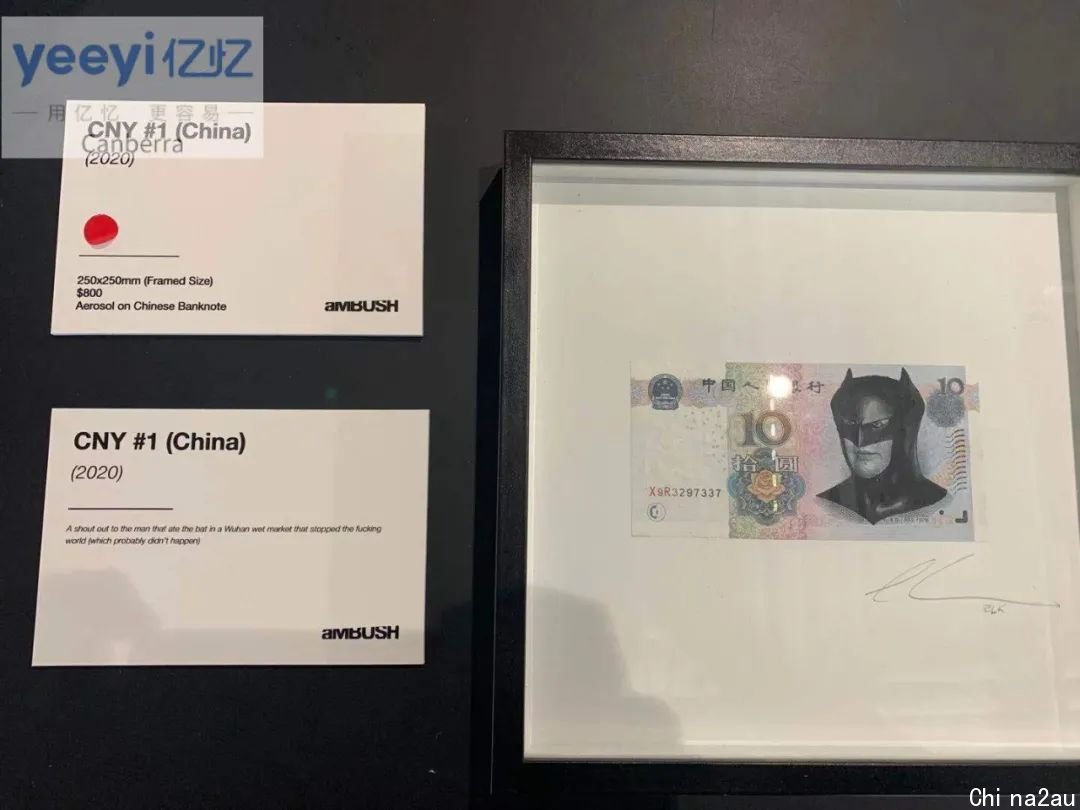 yeeyi亿忆
用亿忆 更容易
Canberra
CNY #1 (China)
(2020)
250x250mm (Framed Size)
$800
Aerosol on Chinese Banknote
aMBUSH
CNY #1 (China)
(2020)
A shout out to the man that ate the bat in a Wuhan wet market that stopped the fucking
world (which probably didn't happen)
aMBUSH
中国人 银行
10
10
拾圆
X9R3297337
Chi na2au